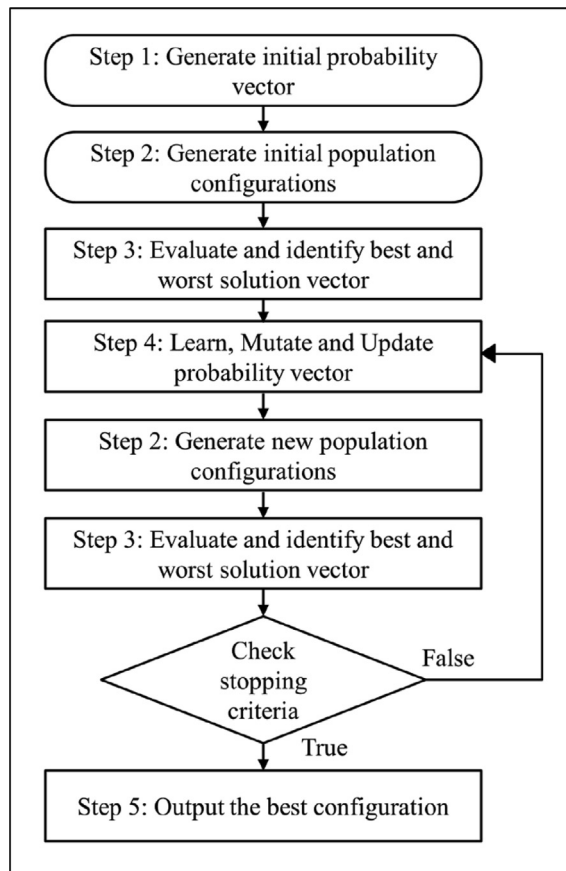 Step 1: Generate initial probability
vector
Step 2: Generate initial population
configurations
Step 3: Evaluate and identify best and
worst solution vector
Step 4: Learn, Mutate and Update
probability vector
Step 2: Generate new population
configurations
Step 3: Evaluate and identify best and
worst solution vector
Check
stopping
criteria
False
True
Step 5: Output the best configuration